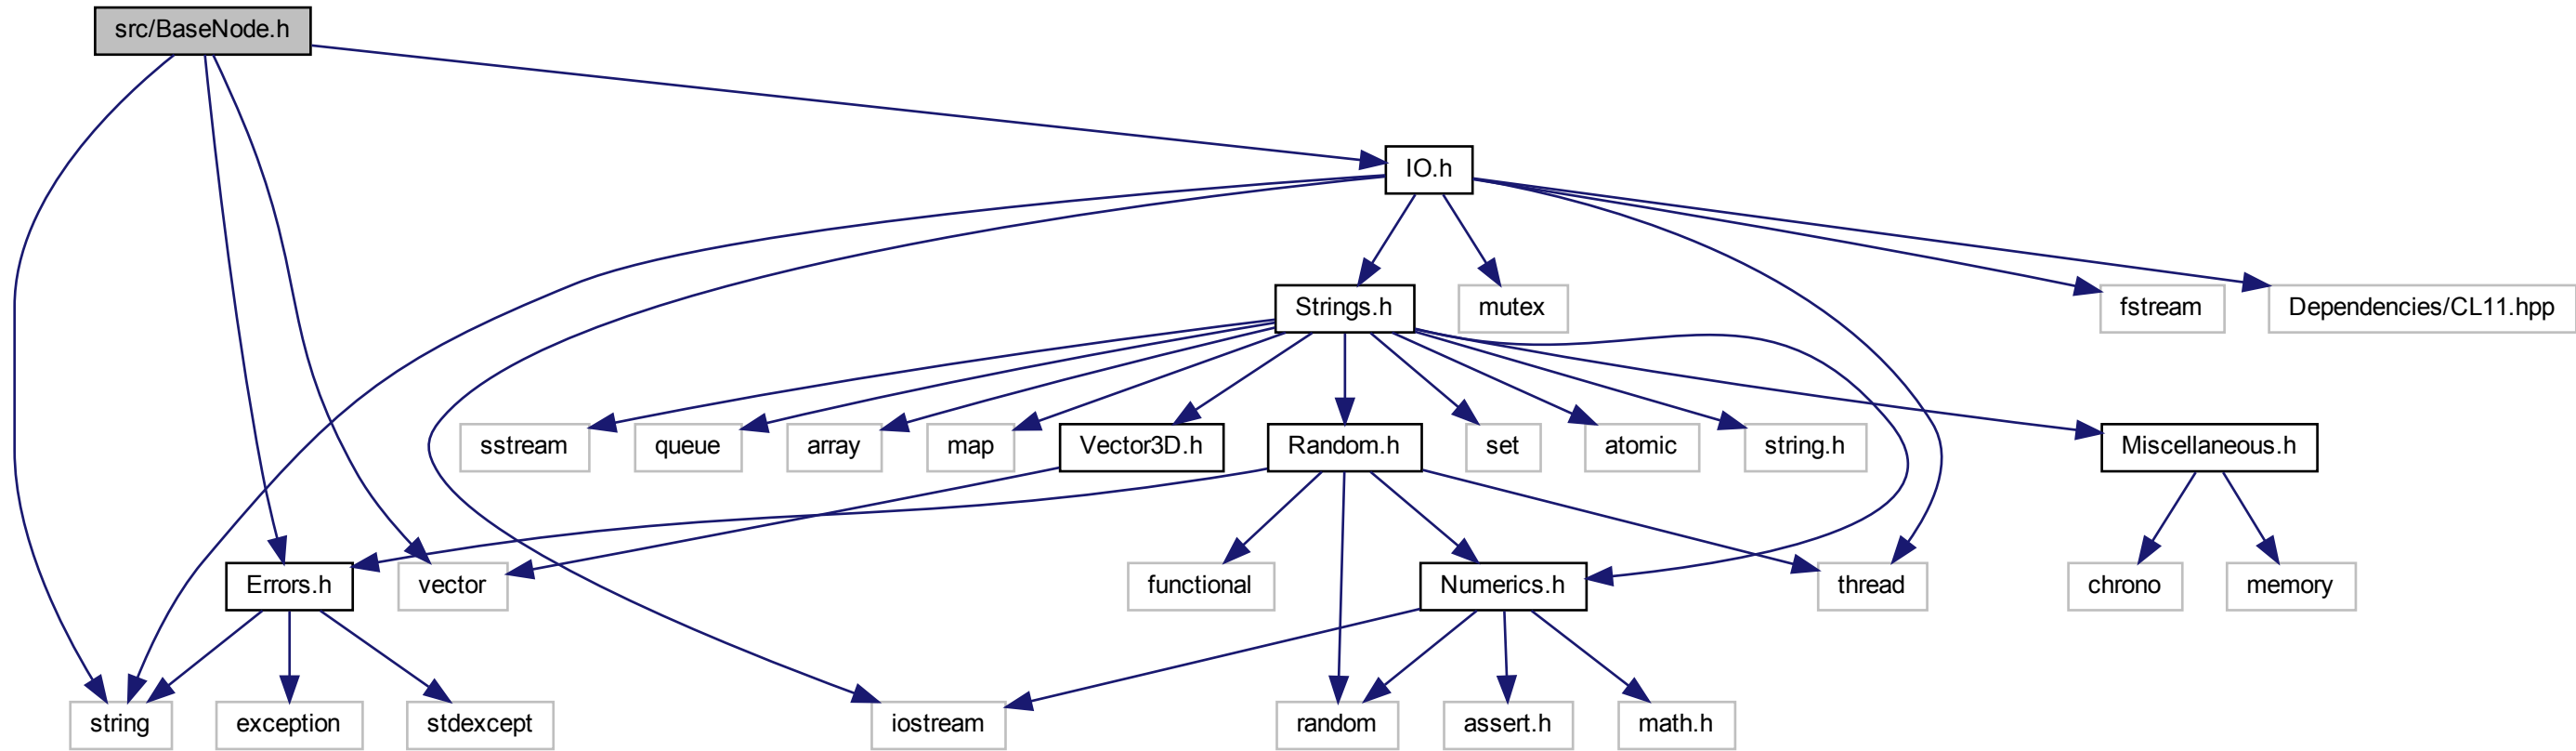 src/BaseNode.h
IO.h
Strings.h
mutex
fstream
Dependencies/CL11.hpp
sstream
queue
array
map
Vector3D.h
Random.h
set
atomic
string.h
Miscellaneous.h
Errors.h
vector
functional
Numerics.h
thread
chrono
memory
string
exception
stdexcept
iostream
random
assert.h
math.h